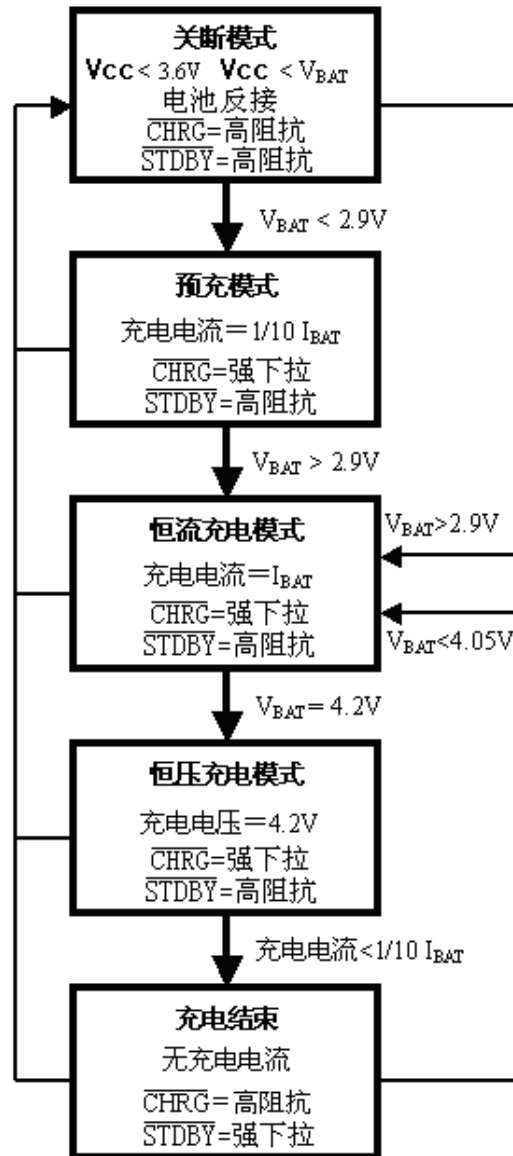 关断模式
Vcc < 3.6V Vcc < VBAT
电池反接
CHRG=高阻抗
STDBY=高阻抗
VBAT < 2.9V
预充模式
充电电流=1/10 IBAT
CHRG=强下拉
STDBY=高阻抗
VBAT > 2.9V
恒流充电模式
充电电流=IBAT
CHRG=强下拉
STDBY=高阻抗
VBAT>2.9V
VBAT<4.05V
VBAT= 4.2V
恒压充电模式
充电电压=4.2V
CHRG=强下拉
STDBY=高阻抗
充电电流<1/10 IBAT
充电结束
无充电电流
CHRG=高阻抗
STDBY=强下拉